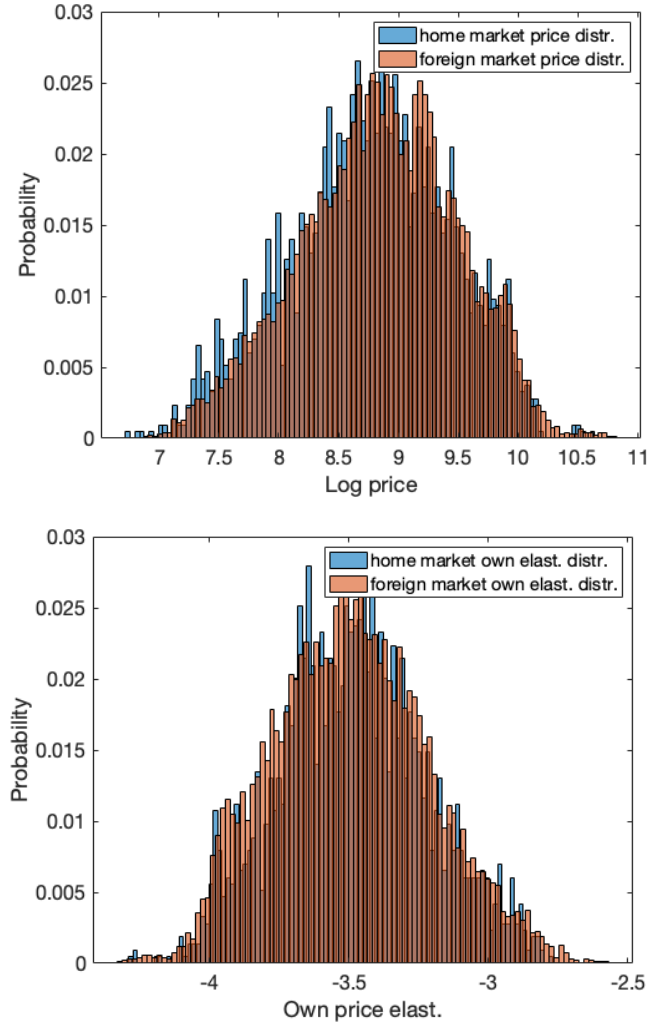 0.03
home market price distr.
foreign market price distr.
0.025
0.02
0.015
0.01
0.005
0
Probability
7 7.5 8 8.5 9 9.5 10 10.5 11
Log price
0.03
home market own elast. distr.
foreign market own elast. distr.
0.025
0.02
0.015
0.01
0.005
0
Probability
-4 -3.5 -3 -2.5
Own price elast.